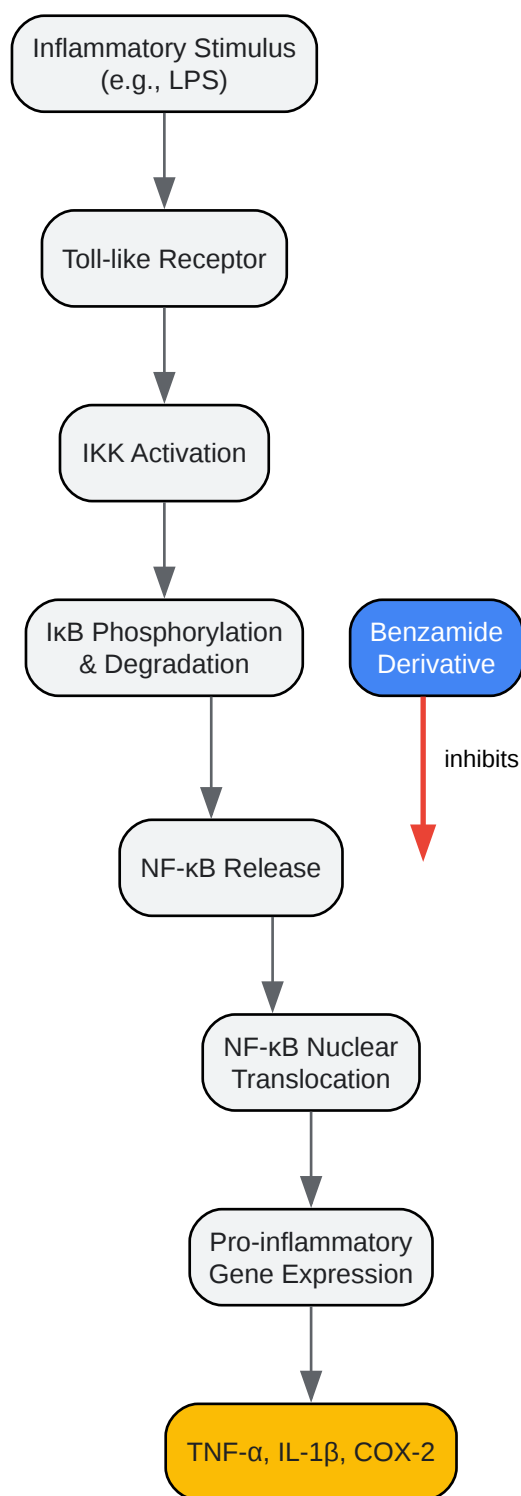 Inflammatory Stimulus
(e.g., LPS)
Toll-like Receptor
IKK Activation
IκB Phosphorylation
& Degradation
Benzamide
Derivative
inhibits
NF-κB Release
NF-κB Nuclear
Translocation
Pro-inflammatory
Gene Expression
TNF-α, IL-1β, COX-2